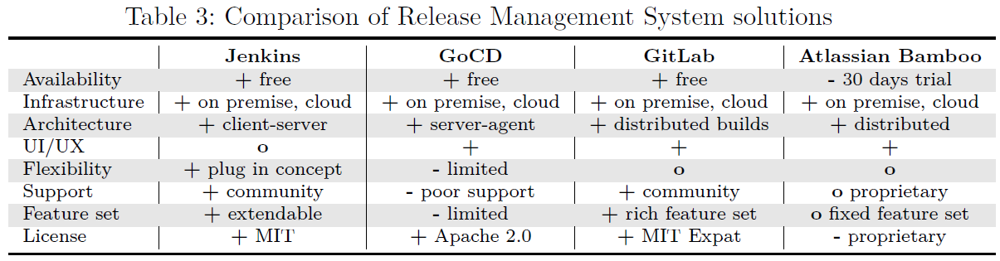 Table 3: Comparison of Release Management System solutions
Jenkins GoCD GitLab Atlassian Bamboo
Availability + free + free + free - 30 days trial
Infrastructure + on premise, cloud + on premise, cloud + on premise, cloud + on premise, cloud
Architecture + client-server + server-agent + distributed builds + distributed
UI/UX o + + +
Flexibility + plug in concept - limited o o
Support + community - poor support + community o proprietary
Feature set + extendable - limited + rich feature set o fixed feature set
License + MIT + Apache 2.0 + MIT Expat - proprietary